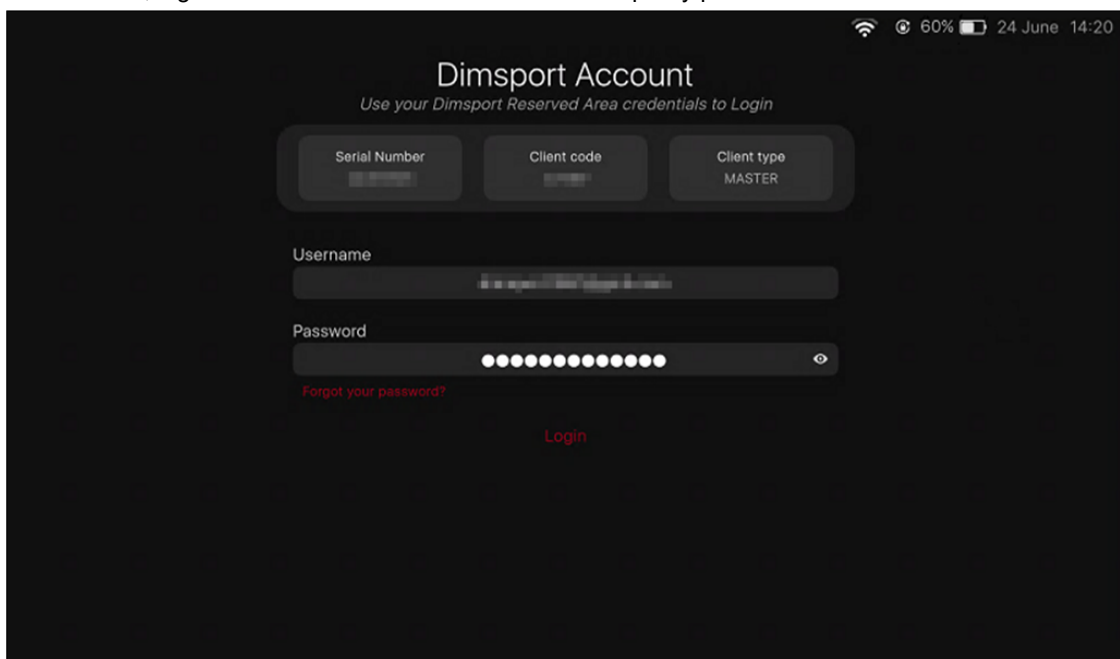 60% 24 June 14:20
Dimsport Account
Use your Dimsport Reserved Area credentials to Login
Serial Number Client code Client type
MASTER
Username
Password
Forgot your password?
Login